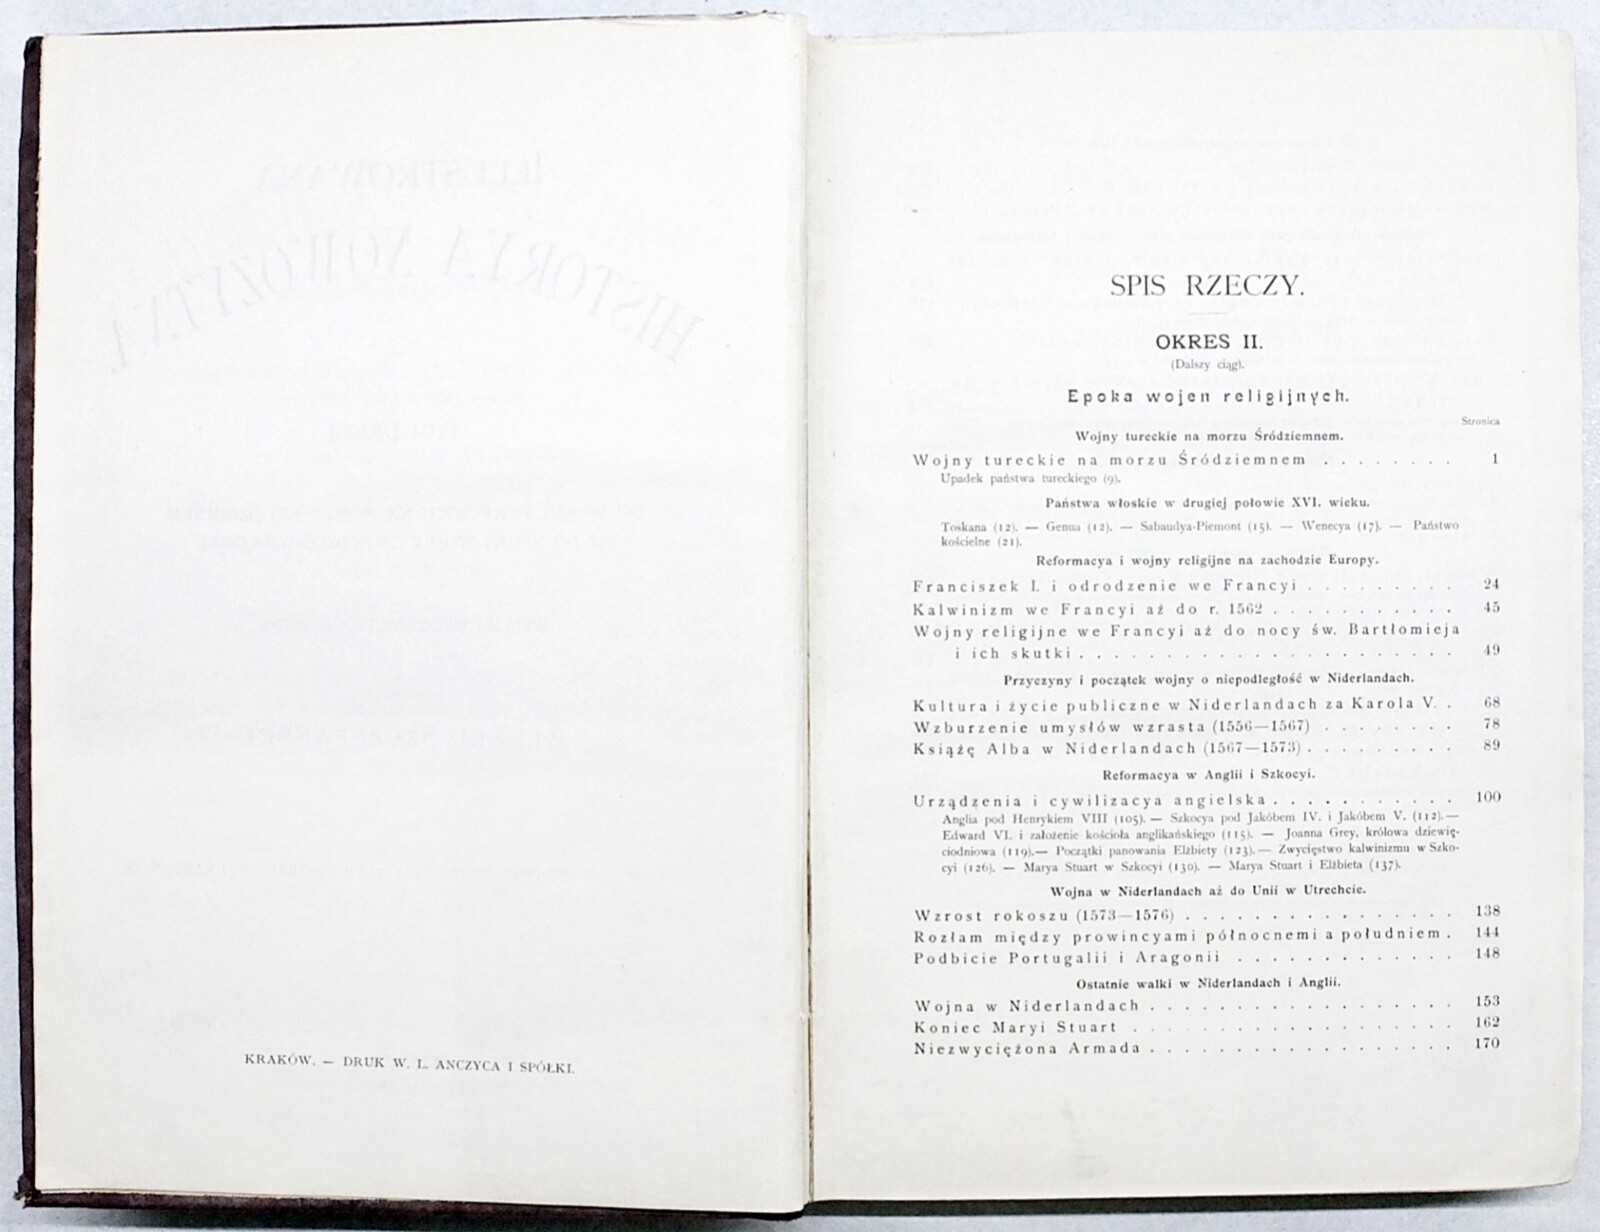 KRAKÓW. — DRUK W. L. ANCZYCA I SPÓŁKI.
SPIS RZECZY.
OKRES II.
(Dalszy ciąg).
Epoka wojen religijnych.
Stronica
Wojny tureckie na morzu Śródziemnem.
Wojny tureckie na morzu Śródziemnem . . . . . . . . 1
Upadek państwa tureckiego (9).
Państwa włoskie w drugiej połowie XVI. wieku.
Toskana (12). — Genua (12). — Sabaudya-Piemont (15). — Wenecya (17). — Państwo
kościelne (21).
Reformacya i wojny religijne na zachodzie Europy.
Franciszek I. i odrodzenie we Francyi . . . . . . . . . 24
Kalwinizm we Francyi aż do r. 1562 . . . . . . . . . . . 45
Wojny religijne we Francyi aż do nocy św. Bartłomieja
i ich skutki . . . . . . . . . . . . . . . . . . . . 49
Przyczyny i początek wojny o niepodległość w Niderlandach.
Kultura i życie publiczne w Niderlandach za Karola V. . 68
Wzburzenie umysłów wzrasta (1556—1567) . . . . . . . . 78
Książę Alba w Niderlandach (1567—1573) . . . . . . . . . 89
Reformacya w Anglii i Szkocyi.
Urządzenia i cywilizacya angielska . . . . . . . . . . . 100
Anglia pod Henrykiem VIII (105). — Szkocya pod Jakóbem IV. i Jakóbem V. (112). —
Edward VI. i założenie kościoła anglikańskiego (115). — Joanna Grey, królowa dziewię-
ciodniowa (119). — Początki panowania Elżbiety (123). — Zwycięstwo kalwinizmu w Szko-
cyi (126). — Marya Stuart w Szkocyi (130). — Marya Stuart i Elżbieta (137).
Wojna w Niderlandach aż do Unii w Utrechcie.
Wzrost rokoszu (1573—1576) . . . . . . . . . . . . . . . . 138
Rozłam między prowincyami północnemi a południem . 144
Podbicie Portugalii i Aragonii . . . . . . . . . . . . . 148
Ostatnie walki w Niderlandach i Anglii.
Wojna w Niderlandach . . . . . . . . . . . . . . . . . . 153
Koniec Maryi Stuart . . . . . . . . . . . . . . . . . . . 162
Niezwyciężona Armada . . . . . . . . . . . . . . . . . . 170